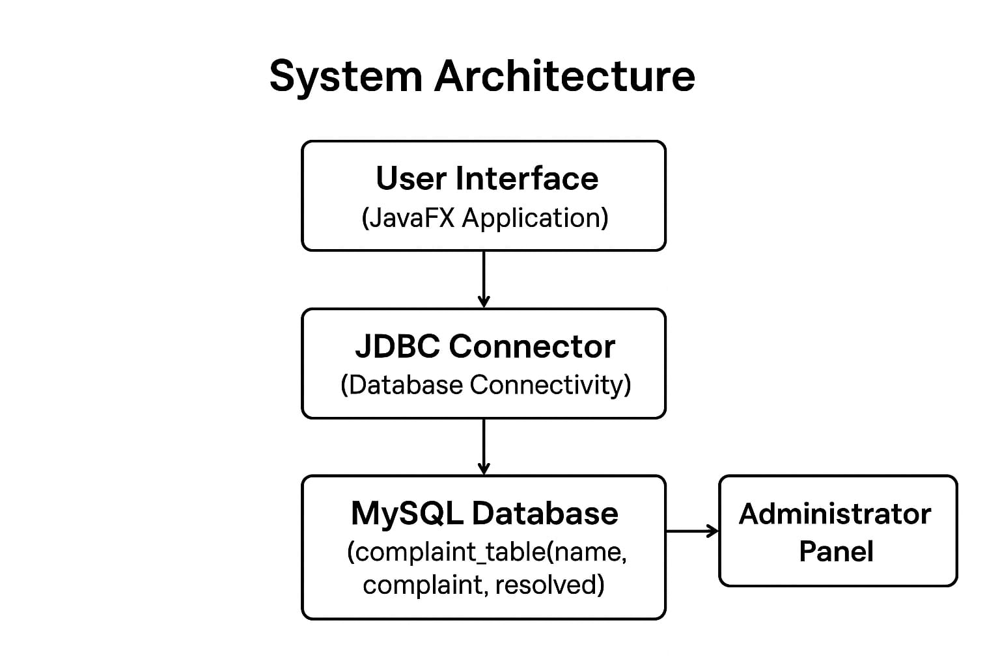 System Architecture
User Interface
(JavaFX Application)
JDBC Connector
(Database Connectivity)
MySQL Database
(complaint_table(name,
complaint, resolved)
Administrator
Panel